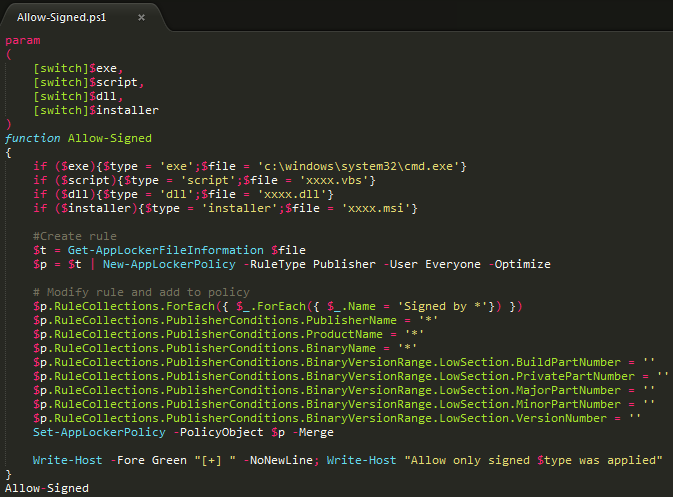 Allow-Signed.ps1 ×
param
(
    [switch]$exe,
    [switch]$script,
    [switch]$dll,
    [switch]$installer
)
function Allow-Signed
{
    if ($exe){$type = 'exe';$file = 'c:\windows\system32\cmd.exe'}
    if ($script){$type = 'script';$file = 'xxxx.vbs'}
    if ($dll){$type = 'dll';$file = 'xxxx.dll'}
    if ($installer){$type = 'installer';$file = 'xxxx.msi'}

    #Create rule
    $t = Get-AppLockerFileInformation $file
    $p = $t | New-AppLockerPolicy -RuleType Publisher -User Everyone -Optimize

    # Modify rule and add to policy
    $p.RuleCollections.ForEach({ $_.ForEach({ $_.Name = 'Signed by *'}) })
    $p.RuleCollections.PublisherConditions.PublisherName = '*'
    $p.RuleCollections.PublisherConditions.ProductName = '*'
    $p.RuleCollections.PublisherConditions.BinaryName = '*'
    $p.RuleCollections.PublisherConditions.BinaryVersionRange.LowSection.BuildPartNumber = ''
    $p.RuleCollections.PublisherConditions.BinaryVersionRange.LowSection.PrivatePartNumber = ''
    $p.RuleCollections.PublisherConditions.BinaryVersionRange.LowSection.MajorPartNumber = ''
    $p.RuleCollections.PublisherConditions.BinaryVersionRange.LowSection.MinorPartNumber = ''
    $p.RuleCollections.PublisherConditions.BinaryVersionRange.LowSection.VersionNumber = ''
    Set-AppLockerPolicy -PolicyObject $p -Merge

    Write-Host -Fore Green "[+] " -NoNewLine; Write-Host "Allow only signed $type was applied"
}
Allow-Signed